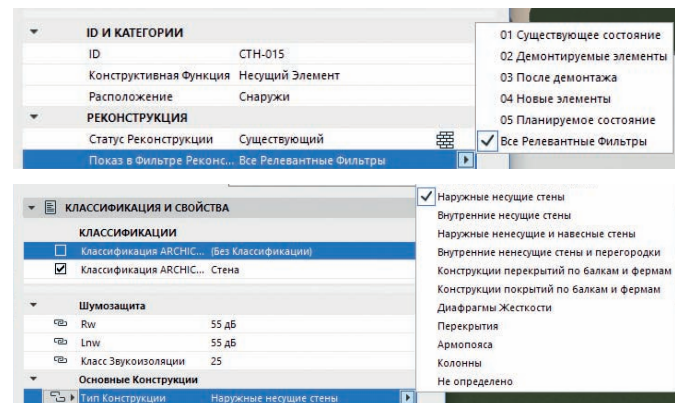 ID И КАТЕГОРИИ
ID СТН-015
Конструктивная Функция Несущий Элемент
Расположение Снаружи
РЕКОНСТРУКЦИЯ
Статус Реконструкции Существующий
Показ в Фильтре Реконс... Все Релевантные Фильтры
01 Существующее состояние
02 Демонтируемые элементы
03 После демонтажа
04 Новые элементы
05 Планируемое состояние
Все Релевантные Фильтры
КЛАССИФИКАЦИЯ И СВОЙСТВА
КЛАССИФИКАЦИИ
Классификация ARCHIC... (Без Классификации)
Классификация ARCHIC... Стена
Шумозащита
Rw 55 дБ
Lnw 55 дБ
Класс Звукоизоляции 25
Основные Конструкции
Тип Конструкции Наружные несущие стены
Наружные несущие стены
Внутренние несущие стены
Наружные ненесущие и навесные стены
Внутренние ненесущие стены и перегородки
Конструкции перекрытий по балкам и фермам
Конструкции покрытий по балкам и фермам
Диафрагмы Жесткости
Перекрытия
Армопояса
Колонны
Не определено